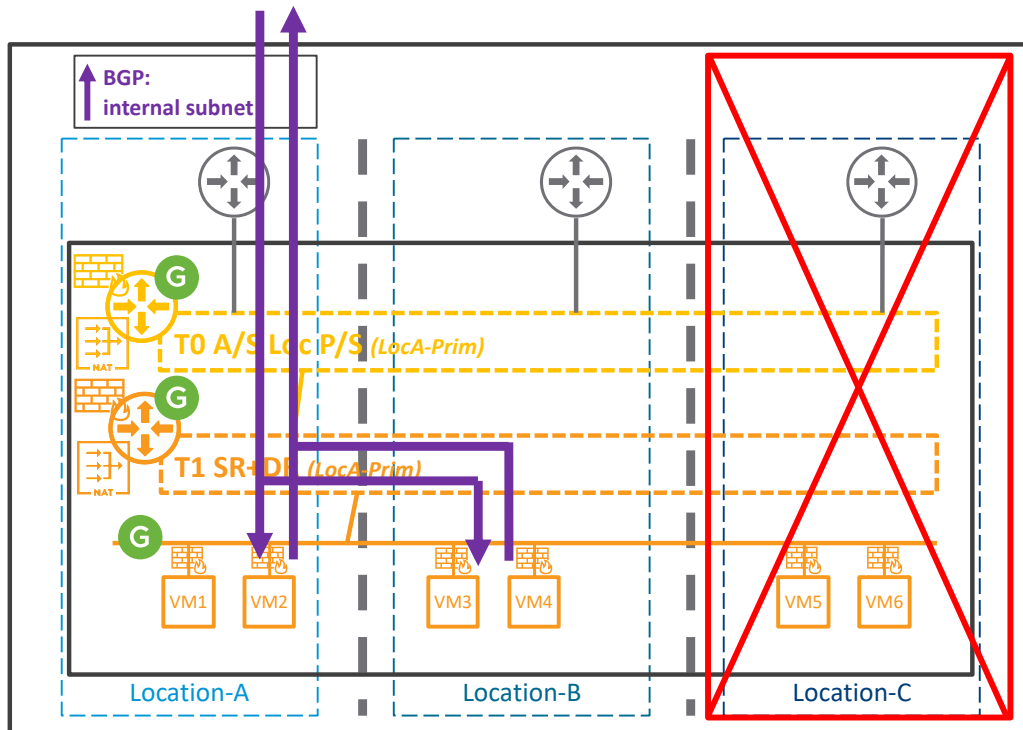 BGP:
internal subnet
G
T0 A/S Loc P/S (LocA-Prim)
NAT
G
T1 SR+DR (LocA-Prim)
NAT
G
VM1
VM2
VM3
VM4
VM5
VM6
Location-A
Location-B
Location-C